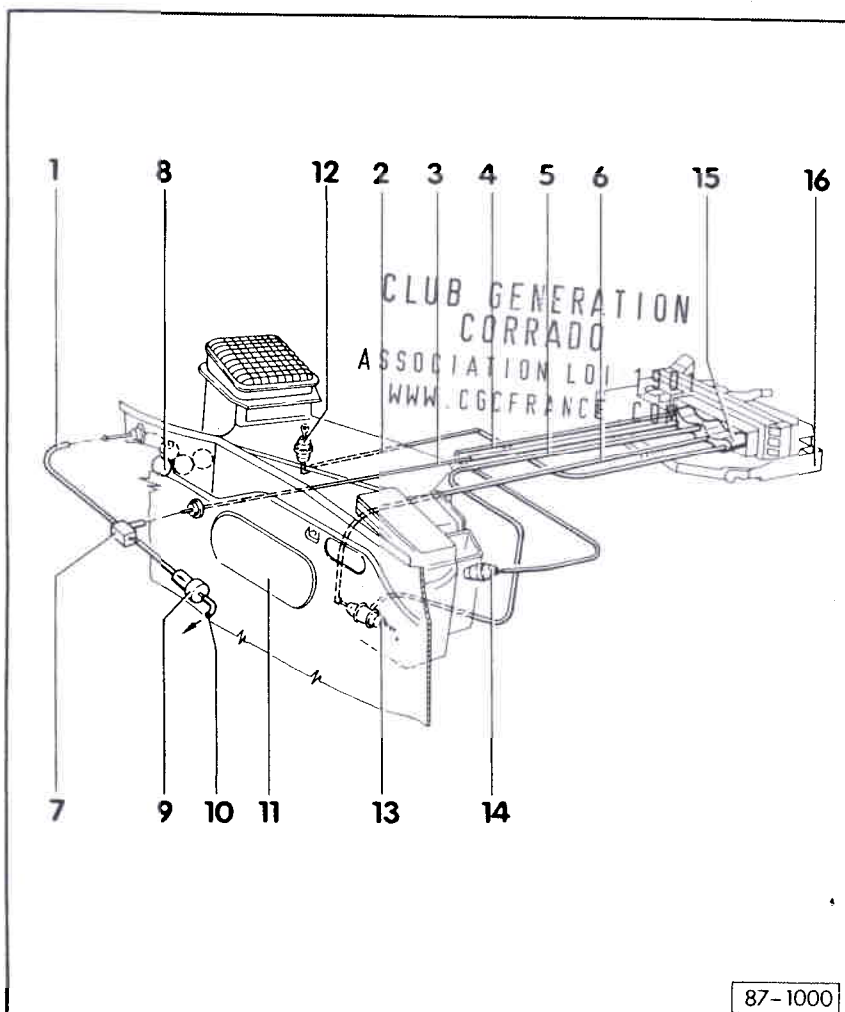 1 8 12 2 3 4 5 6 15 16
CLUB GENERATION
CORRADO
ASSOCIATION LOI 1901
WWW.CGCFRANCE.COM
7 9 10 11 13 14
87-1000